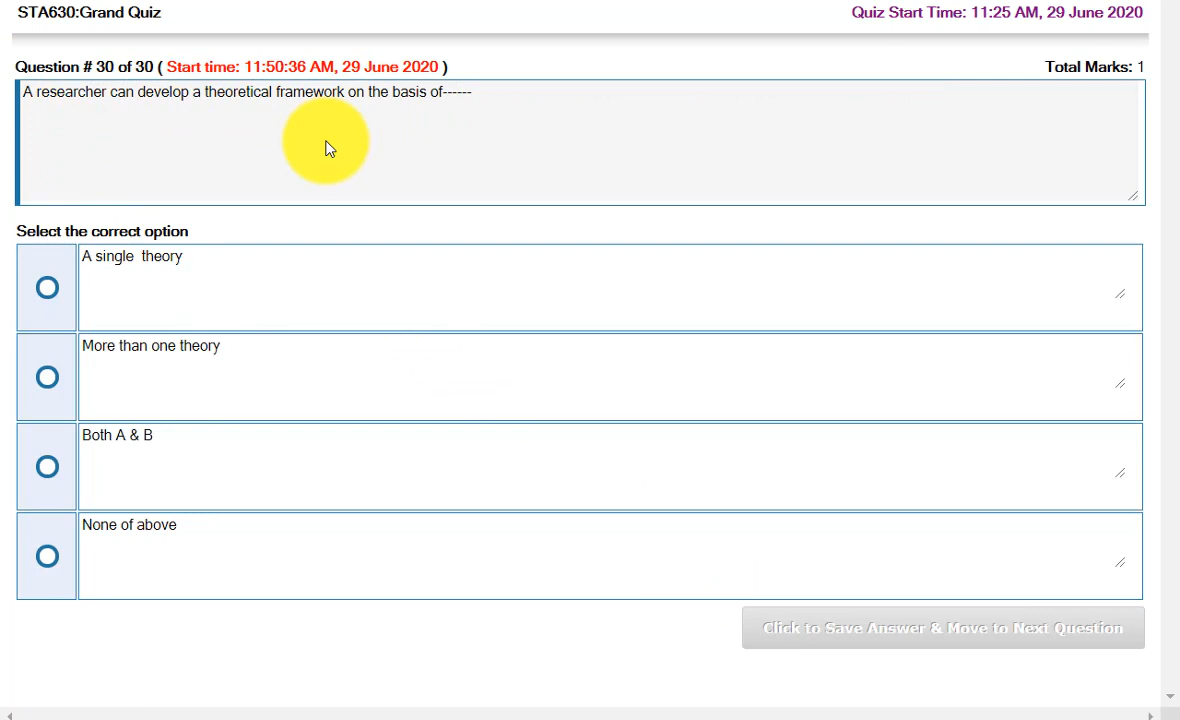 STA630:Grand Quiz
Quiz Start Time: 11:25 AM, 29 June 2020
Question # 30 of 30 ( Start time: 11:50:36 AM, 29 June 2020 )
Total Marks: 1
A researcher can develop a theoretical framework on the basis of------
Select the correct option
A single  theory
More than one theory
Both A & B
None of above
Click to Save Answer & Move to Next Question